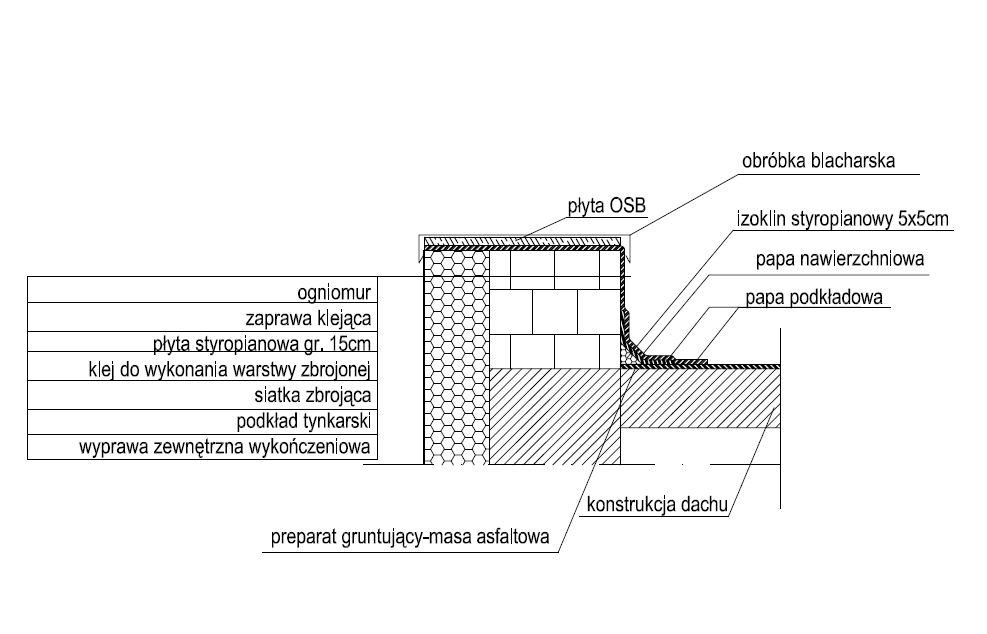 obróbka blacharska
płyta OSB
izoklin styropianowy 5x5cm
papa nawierzchniowa
papa podkładowa
ogniomur
zaprawa klejąca
płyta styropianowa gr. 15cm
klej do wykonania warstwy zbrojonej
siatka zbrojąca
podkład tynkarski
wyprawa zewnętrzna wykończeniowa
konstrukcja dachu
preparat gruntujący-masa asfaltowa